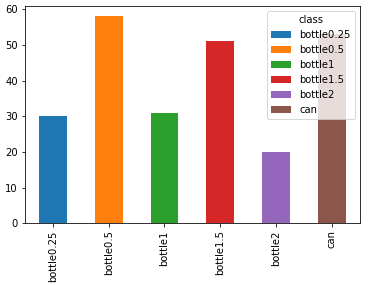 60
50
40
30
20
10
0
class
bottle0.25
bottle0.5
bottle1
bottle1.5
bottle2
can
bottle0.25
bottle0.5
bottle1
bottle1.5
bottle2
can